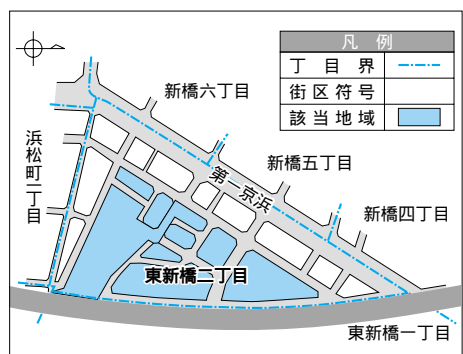 凡例
丁目界
街区符号
該当地域
新橋六丁目
新橋五丁目
新橋四丁目
第一京浜
浜松町一丁目
東新橋二丁目
東新橋一丁目